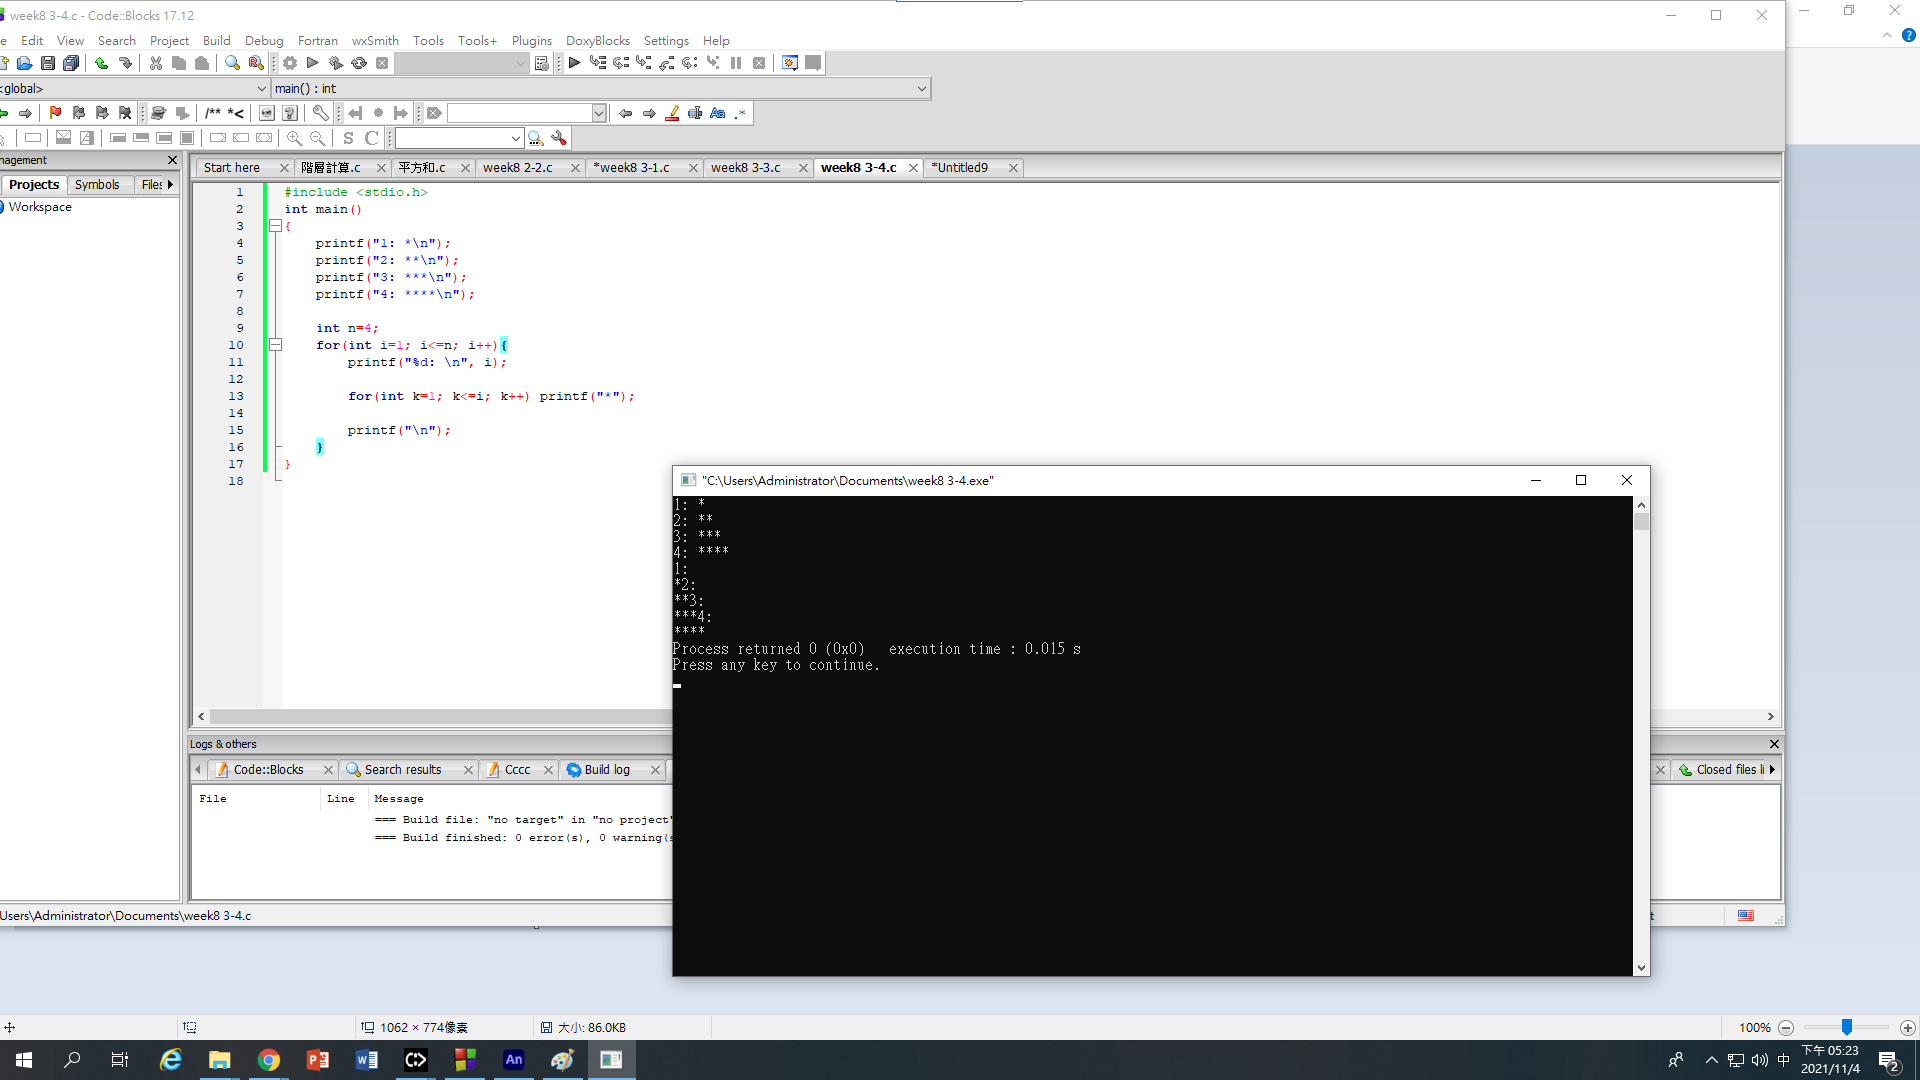 week8 3-4.c - Code::Blocks 17.12
Edit View Search Project Build Debug Fortran wxSmith Tools Tools+ Plugins DoxyBlocks Settings Help
<global>
main() : int
/** *<
S C
nagement
Projects Symbols Files
Workspace
Start here 階層計算.c 平方和.c week8 2-2.c *week8 3-1.c week8 3-3.c week8 3-4.c *Untitled9
1 #include <stdio.h>
2 int main()
3 {
4 printf("1: *\n");
5 printf("2: **\n");
6 printf("3: ***\n");
7 printf("4: ****\n");
8
9 int n=4;
10 for(int i=1; i<=n; i++){
11 printf("%d: \n", i);
12
13 for(int k=1; k<=i; k++) printf("*");
14
15 printf("\n");
16 }
17 }
18
"C:\Users\Administrator\Documents\week8 3-4.exe"
1: *
2: **
3: ***
4: ****
1:
*2:
**3:
***4:
****
Process returned 0 (0x0)   execution time : 0.015 s
Press any key to continue.
Logs & others
Code::Blocks Search results Cccc Build log Closed files li
File Line Message
=== Build file: "no target" in "no project"
=== Build finished: 0 error(s), 0 warning(s
Users\Administrator\Documents\week8 3-4.c
1062 × 774像素
大小: 86.0KB
100%
中
下午 05:23
2021/11/4
2